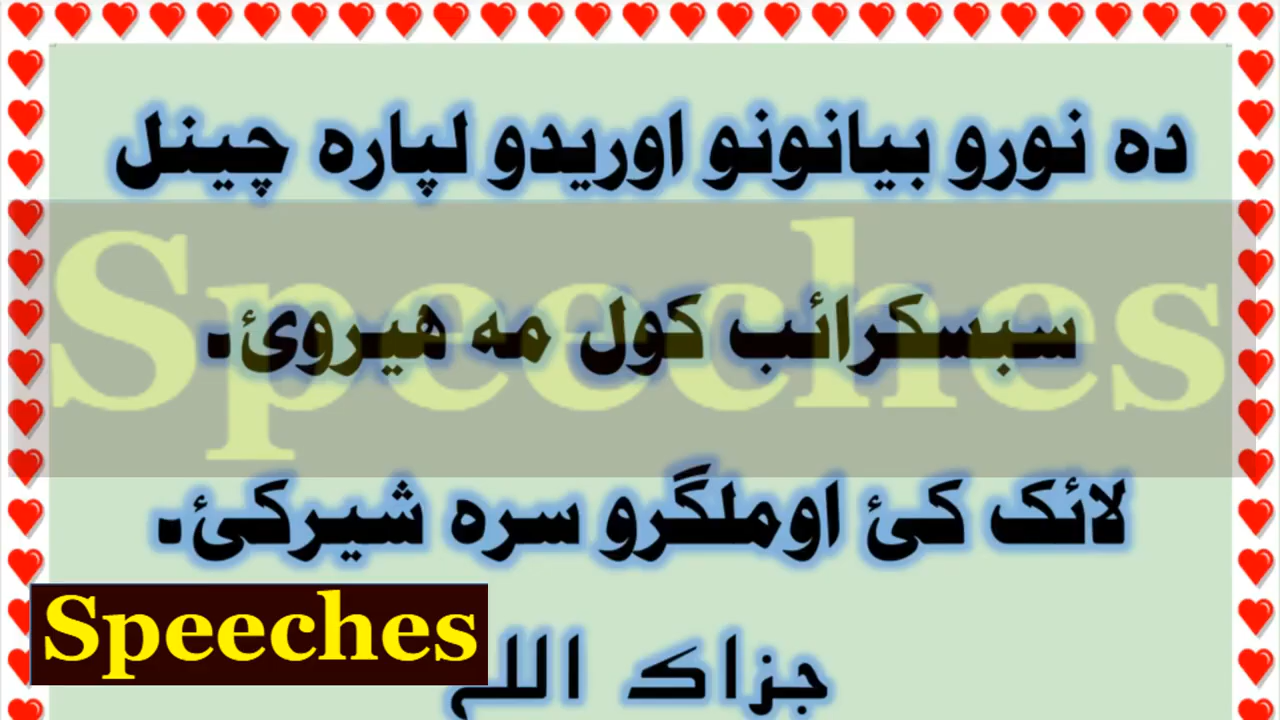 ده نورو بیانونو اوریدو لپاره چینل
Speeches
سبسکرائب کول مه هیروئ.
لائک کئ اوملگرو سره شیرکئ.
Speeches
جزاک الله